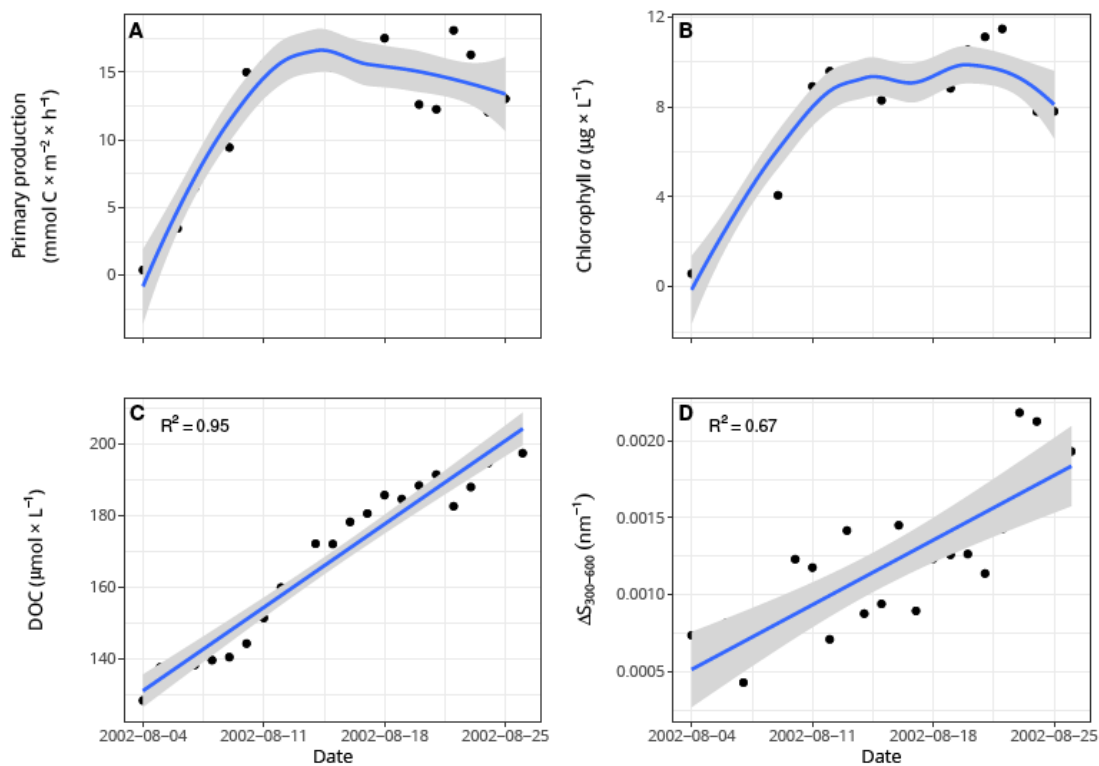 A
B
Primary production
(mmol C × m⁻² × h⁻¹)
15
10
5
0
Chlorophyll a (µg × L⁻¹)
12
8
4
0
C
R² = 0.95
D
R² = 0.67
DOC (µmol × L⁻¹)
200
180
160
140
ΔS₃₀₀₋₆₀₀ (nm⁻¹)
0.0020
0.0015
0.0010
0.0005
2002−08−04 2002−08−11 2002−08−18 2002−08−25
Date
2002−08−04 2002−08−11 2002−08−18 2002−08−25
Date